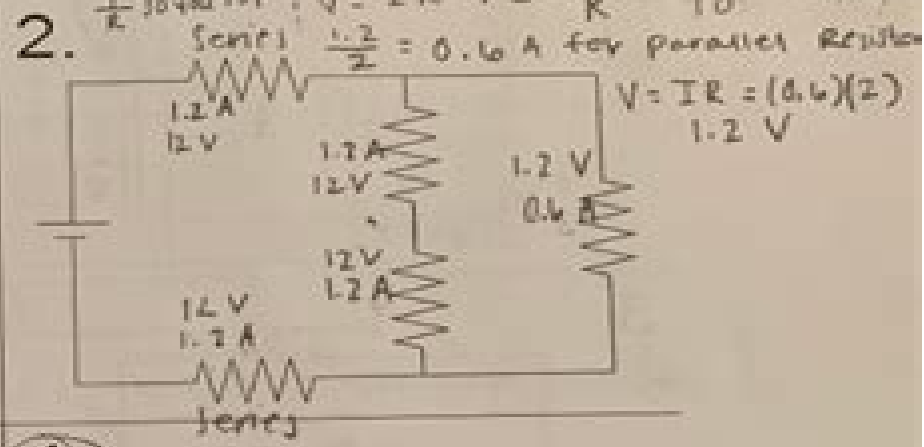 2.
Series
1.2/2 = 0.6 A for parallel
V = IR = (0.6)(2)
1.2 V
1.2 A
12 V
1.2 A
12 V
1.2 V
0.6 A
12 V
1.2 A
12 V
1.2 A
Series